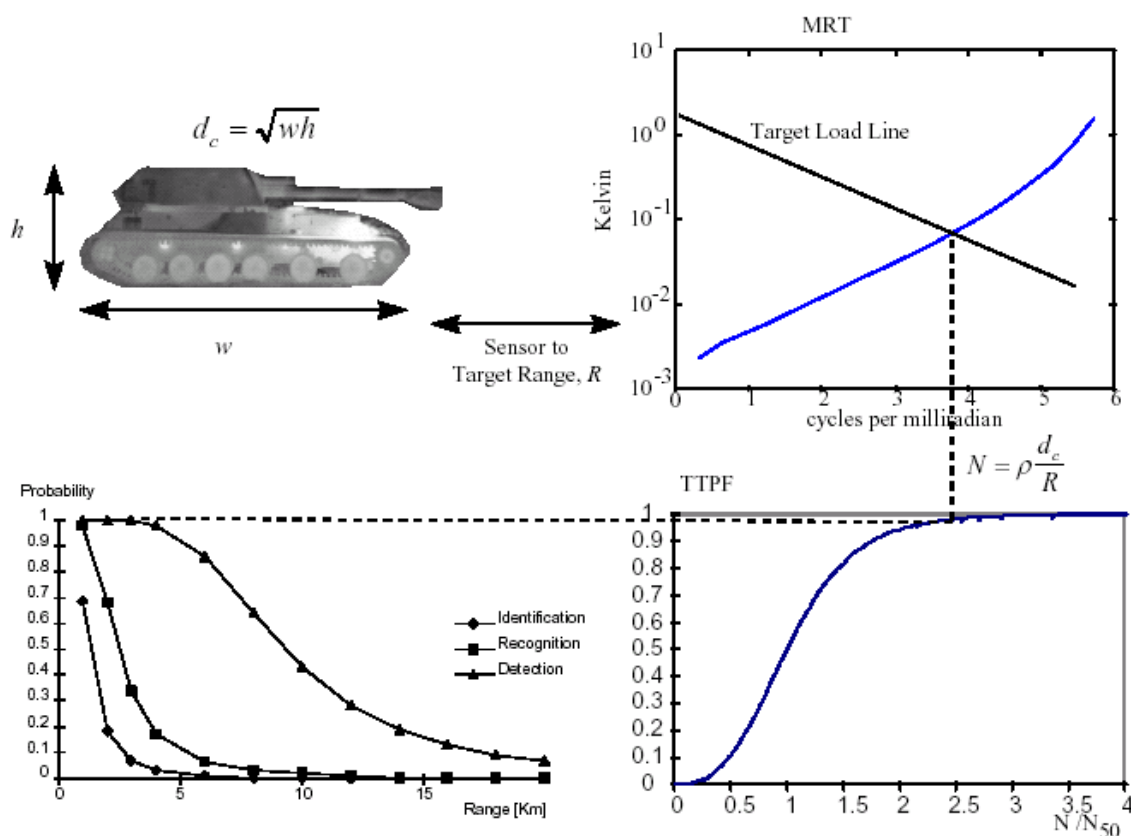 MRT
10^1
10^0
10^-1
10^-2
10^-3
Kelvin
Target Load Line
0 1 2 3 4 5 6
cycles per milliradian
d_c = √wh
h
w
Sensor to
Target Range, R
N = ρ d_c / R
Probability
1
0.9
0.8
0.7
0.6
0.5
0.4
0.3
0.2
0.1
0
0 5 10 15
Range [Km]
Identification
Recognition
Detection
TTPF
1
0.9
0.8
0.7
0.6
0.5
0.4
0.3
0.2
0.1
0
0 0.5 1 1.5 2 2.5 3 3.5 4
N /N_50